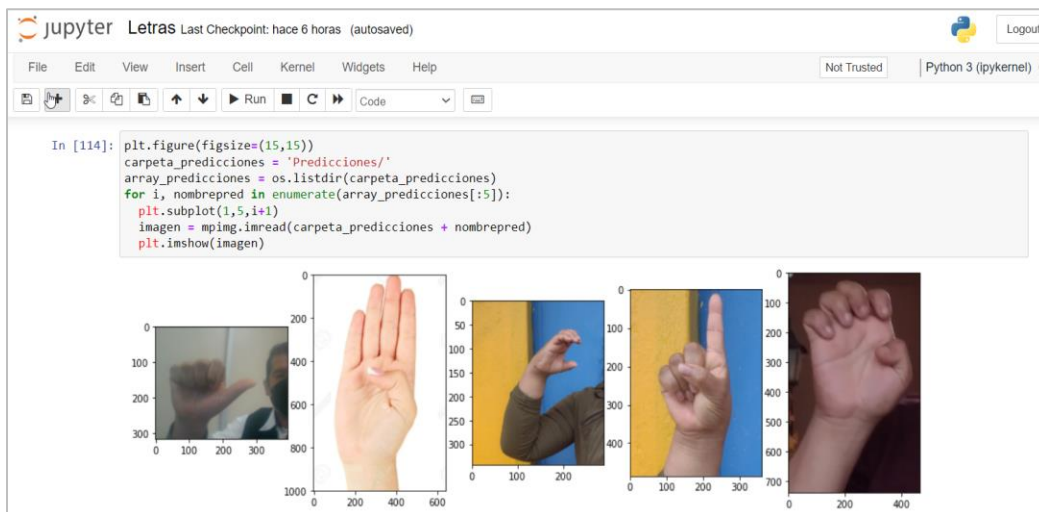 jupyter Letras Last Checkpoint: hace 6 horas (autosaved)
Logout
File Edit View Insert Cell Kernel Widgets Help
Not Trusted
Python 3 (ipykernel)
Run
Code
In [114]: plt.figure(figsize=(15,15))
carpeta_predicciones = 'Predicciones/'
array_predicciones = os.listdir(carpeta_predicciones)
for i, nombrepred in enumerate(array_predicciones[:5]):
plt.subplot(1,5,i+1)
imagen = mpimg.imread(carpeta_predicciones + nombrepred)
plt.imshow(imagen)
0
100
200
300
0 100 200 300
0
200
400
600
800
1000
0 200 400 600
0
50
100
150
200
250
300
0 100 200
0
100
200
300
400
0 100 200 300
0
100
200
300
400
500
600
700
0 200 400